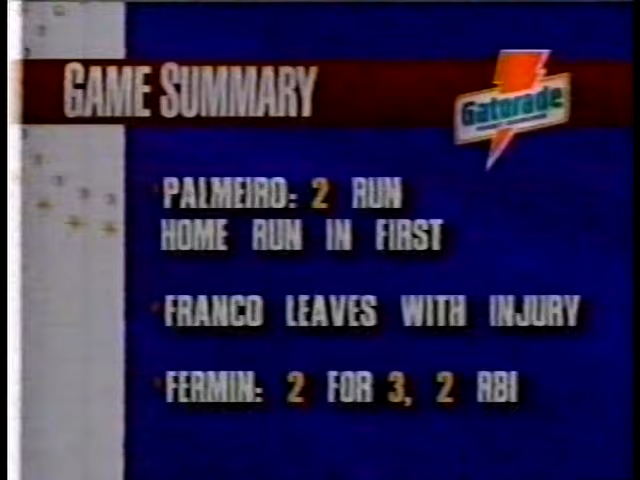 GAME SUMMARY
Gatorade
PALMEIRO: 2 RUN
HOME RUN IN FIRST
FRANCO LEAVES WITH INJURY
FERMIN: 2 FOR 3, 2 RBI